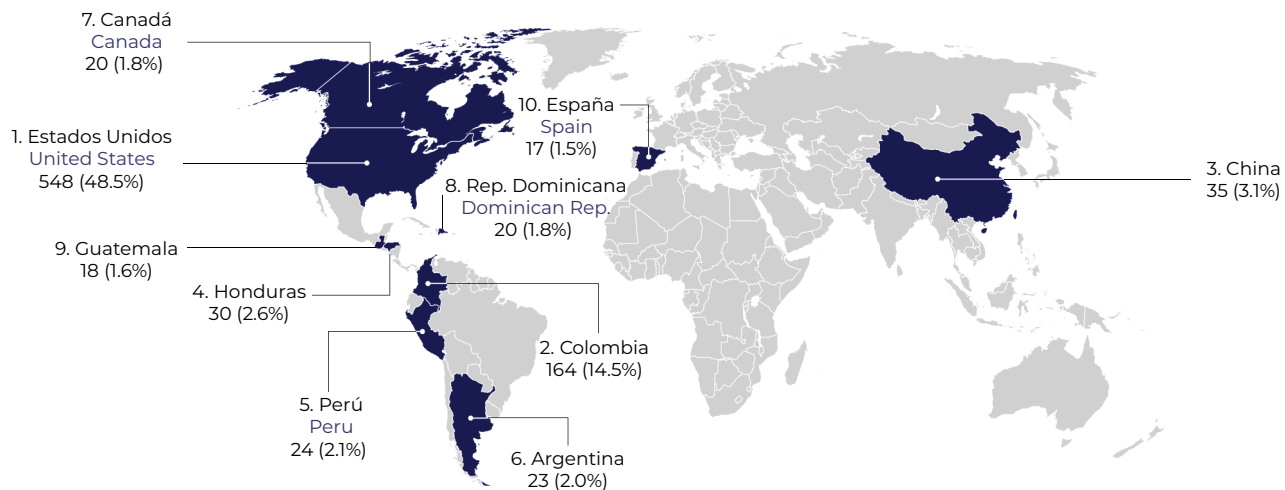 7. Canadá
Canada
20 (1.8%)
1. Estados Unidos
United States
548 (48.5%)
10. España
Spain
17 (1.5%)
3. China
35 (3.1%)
8. Rep. Dominicana
Dominican Rep.
20 (1.8%)
9. Guatemala
18 (1.6%)
4. Honduras
30 (2.6%)
2. Colombia
164 (14.5%)
5. Perú
Peru
24 (2.1%)
6. Argentina
23 (2.0%)